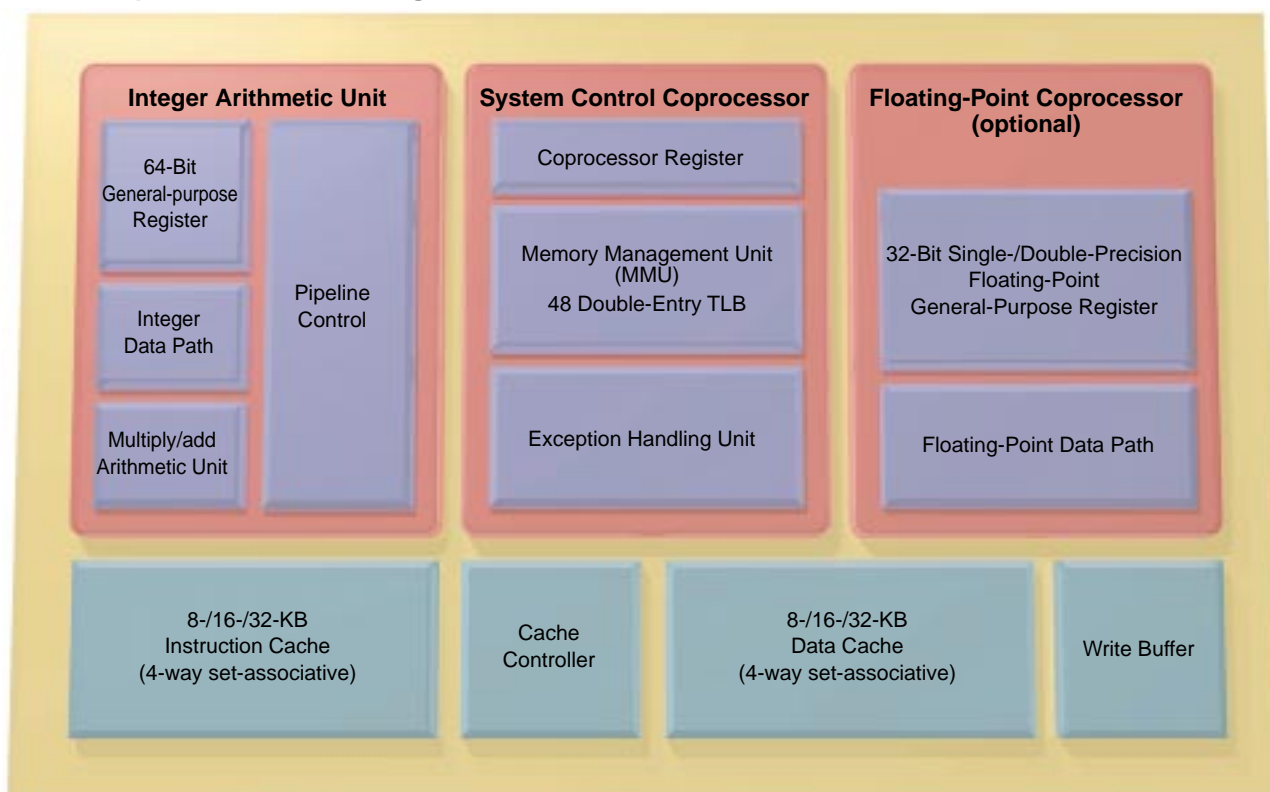 Integer Arithmetic Unit
64-Bit
General-purpose
Register
Integer
Data Path
Multiply/add
Arithmetic Unit
Pipeline
Control
System Control Coprocessor
Coprocessor Register
Memory Management Unit
(MMU)
48 Double-Entry TLB
Exception Handling Unit
Floating-Point Coprocessor
(optional)
32-Bit Single-/Double-Precision
Floating-Point
General-Purpose Register
Floating-Point Data Path
8-/16-/32-KB
Instruction Cache
(4-way set-associative)
Cache
Controller
8-/16-/32-KB
Data Cache
(4-way set-associative)
Write Buffer